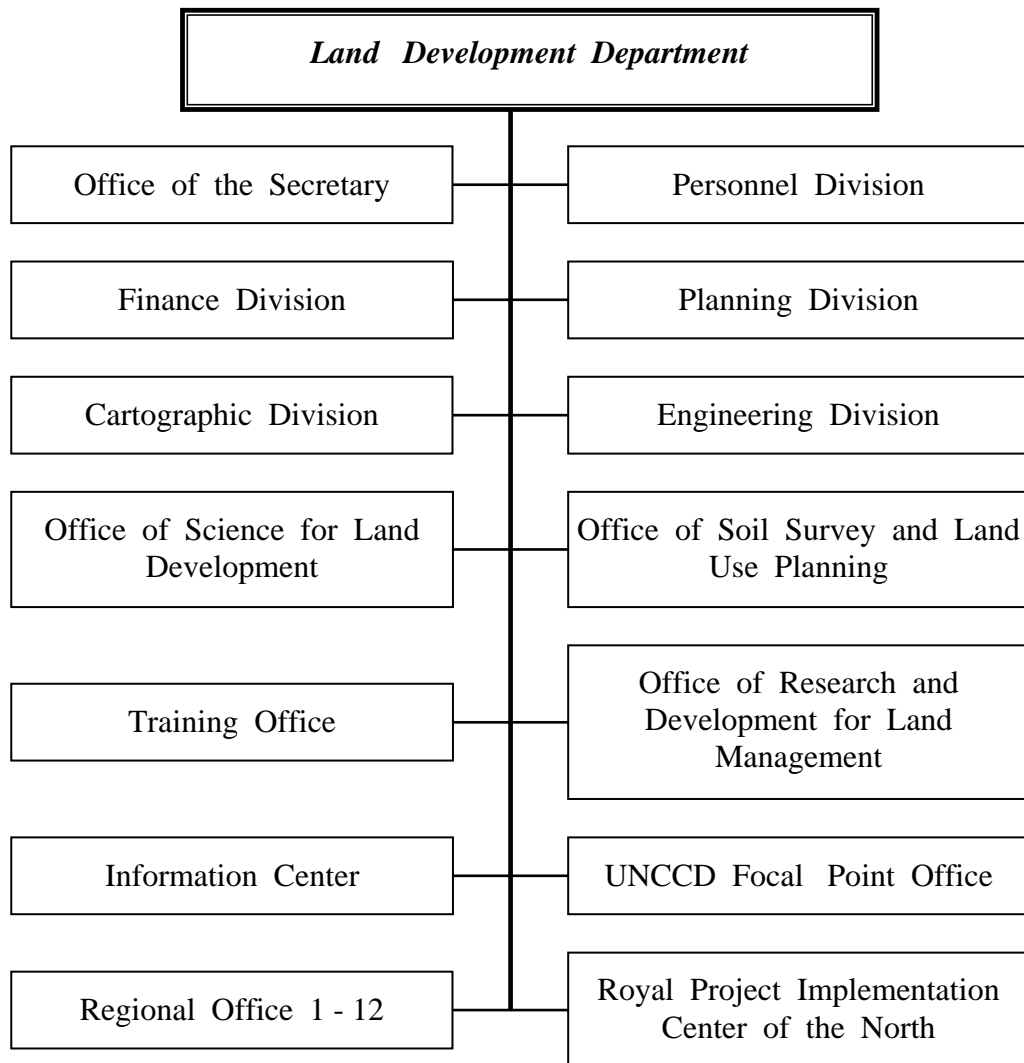 Land Development Department
Office of the Secretary
Personnel Division
Finance Division
Planning Division
Cartographic Division
Engineering Division
Office of Science for Land
Development
Office of Soil Survey and Land
Use Planning
Training Office
Office of Research and
Development for Land
Management
Information Center
UNCCD Focal Point Office
Regional Office 1 - 12
Royal Project Implementation
Center of the North